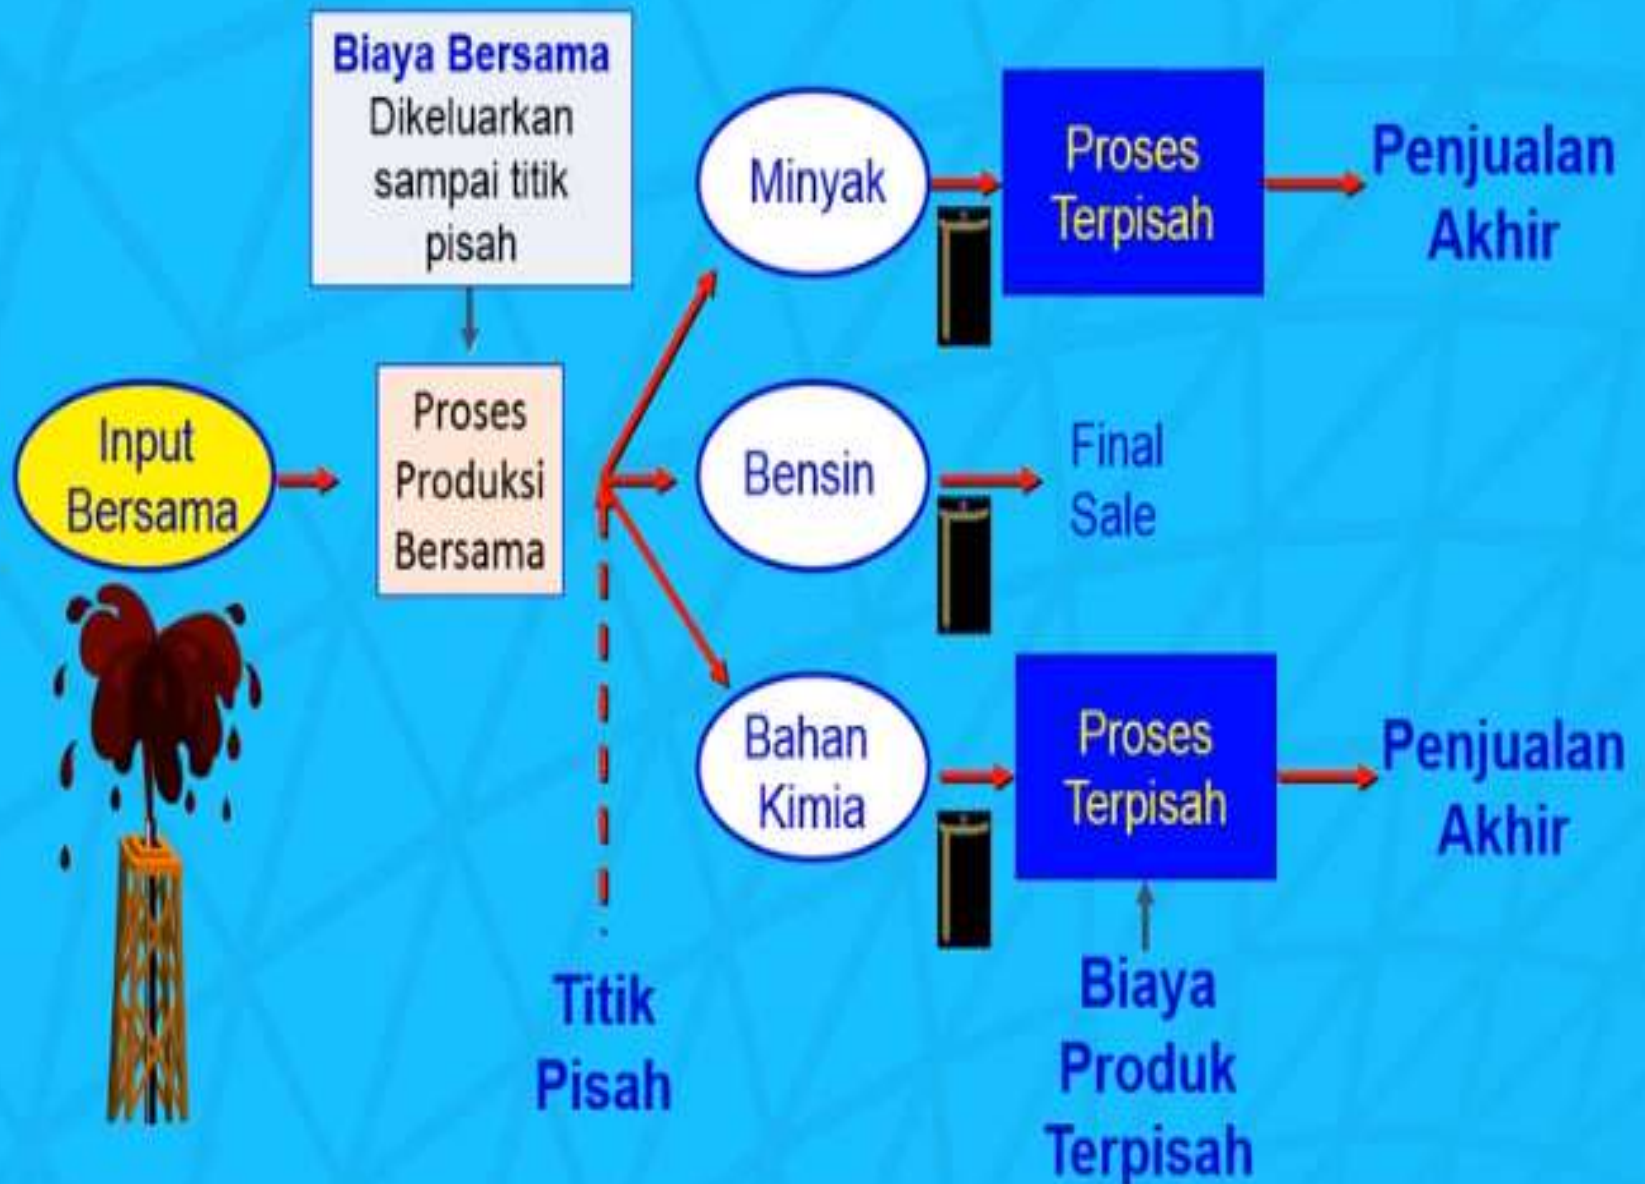 Biaya Bersama
Dikeluarkan
sampai titik
pisah
Input
Bersama
Proses
Produksi
Bersama
Titik
Pisah
Minyak
Proses
Terpisah
Penjualan
Akhir
Bensin
Final
Sale
Bahan
Kimia
Proses
Terpisah
Penjualan
Akhir
Biaya
Produk
Terpisah